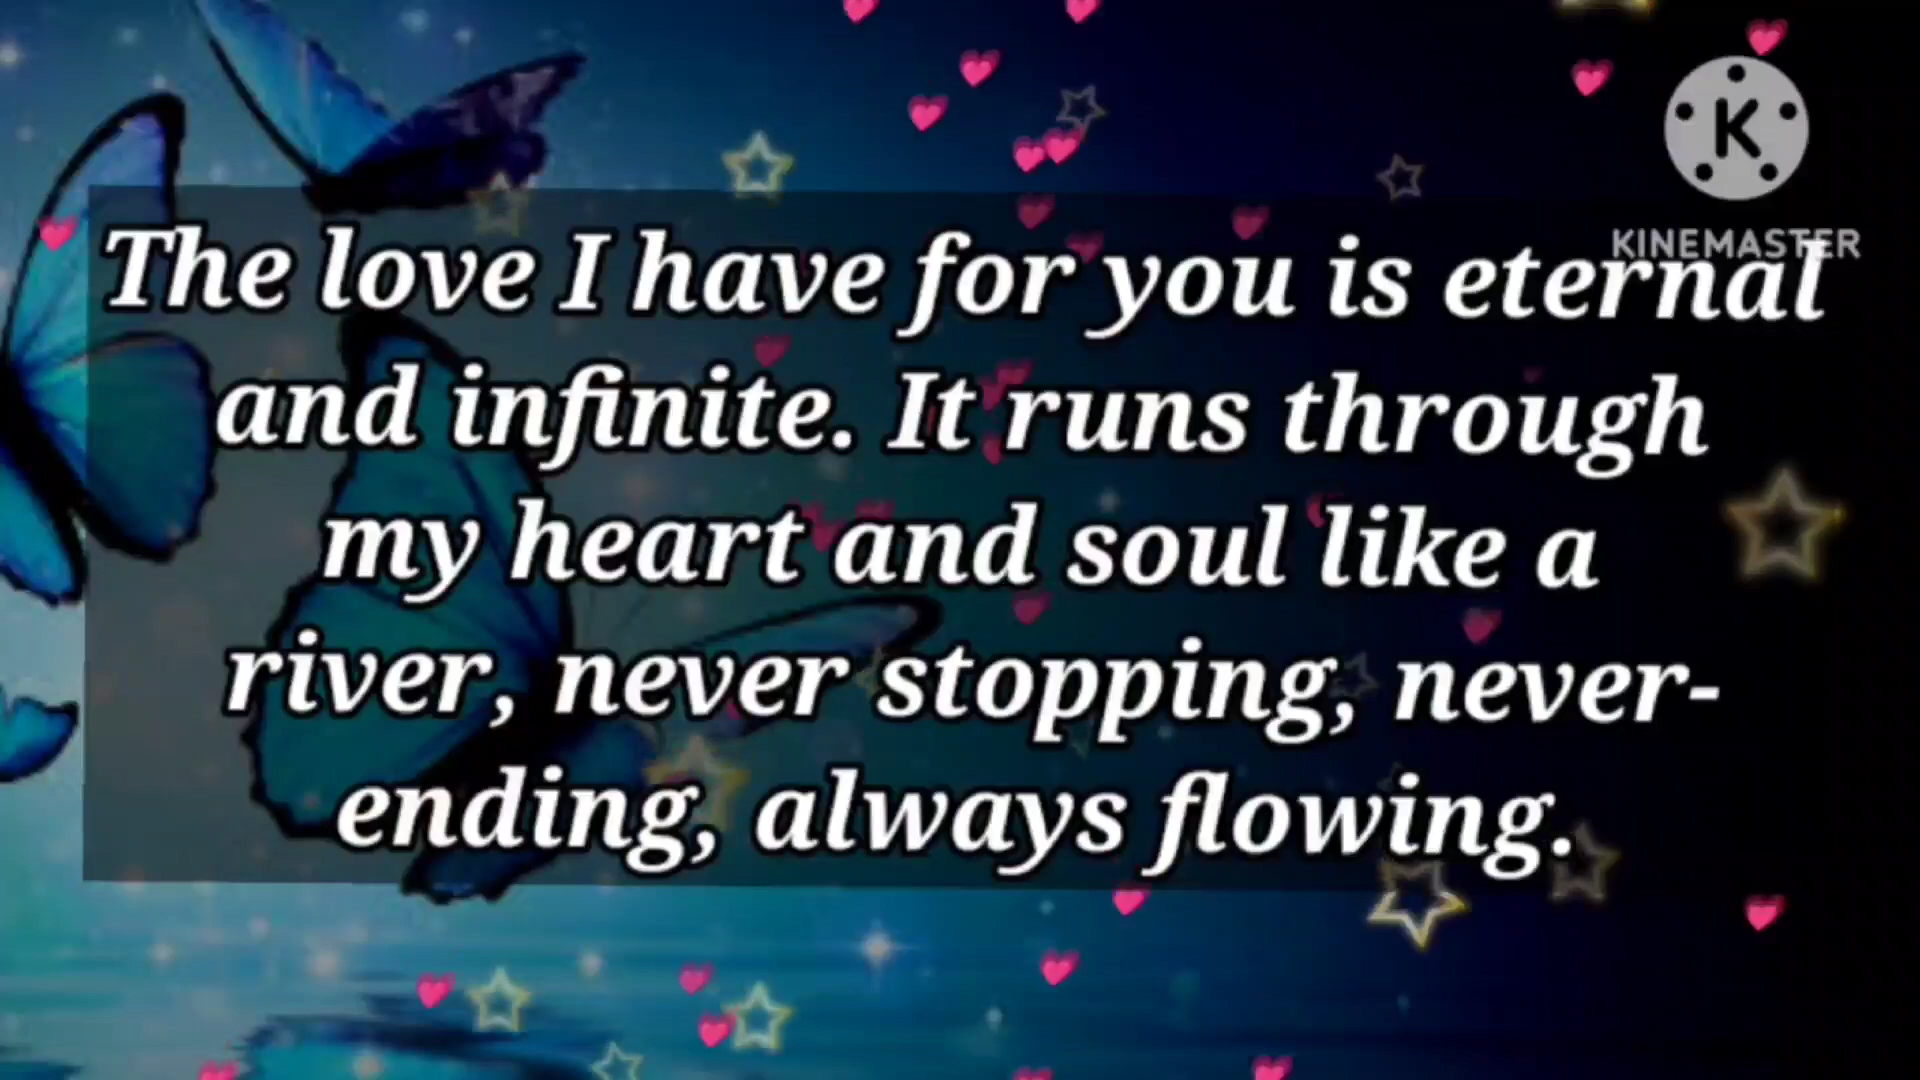 K
KINEMASTER
The love I have for you is eternal
and infinite. It runs through
my heart and soul like a
river, never stopping, never-
ending, always flowing.